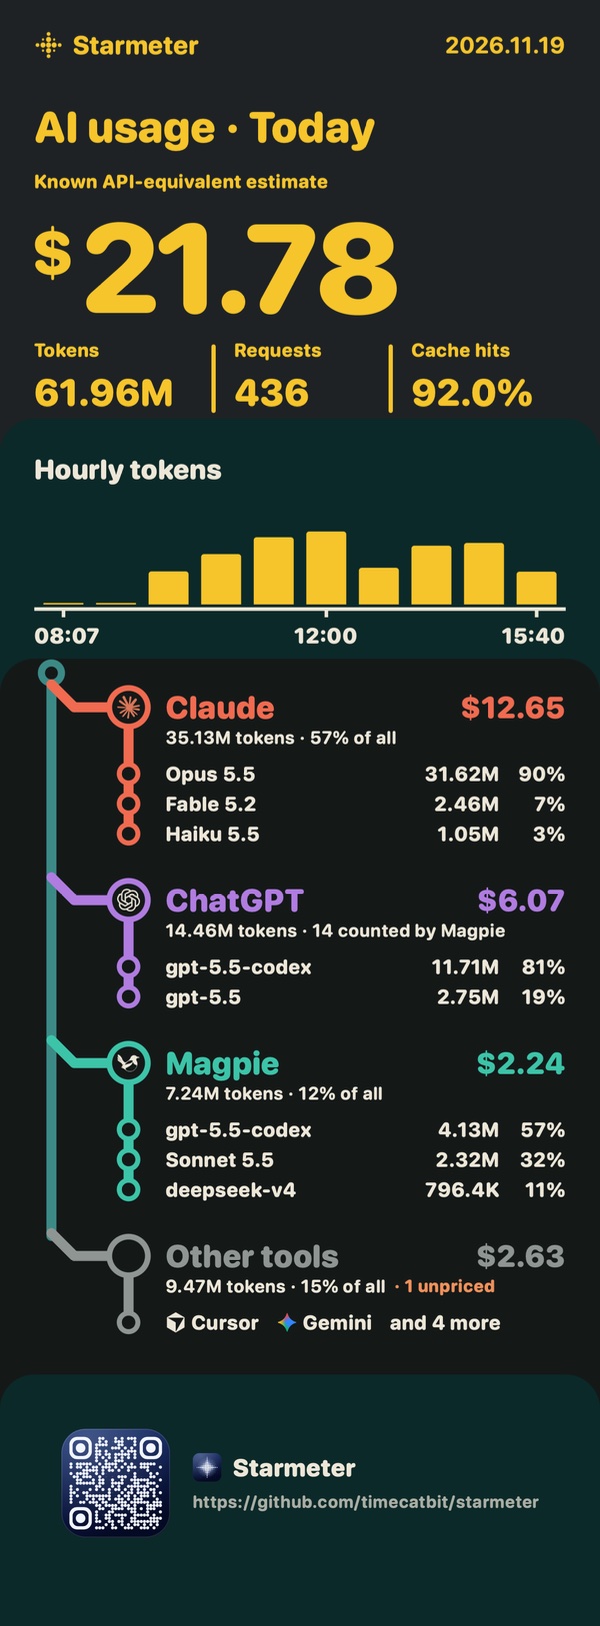 Starmeter 2026.11.19
AI usage · Today
Known API-equivalent estimate
$21.78
Tokens Requests Cache hits
61.96M 436 92.0%
Hourly tokens
08:07 12:00 15:40
Claude $12.65
35.13M tokens · 57% of all
Opus 5.5 31.62M 90%
Fable 5.2 2.46M 7%
Haiku 5.5 1.05M 3%
ChatGPT $6.07
14.46M tokens · 14 counted by Magpie
gpt-5.5-codex 11.71M 81%
gpt-5.5 2.75M 19%
Magpie $2.24
7.24M tokens · 12% of all
gpt-5.5-codex 4.13M 57%
Sonnet 5.5 2.32M 32%
deepseek-v4 796.4K 11%
Other tools $2.63
9.47M tokens · 15% of all · 1 unpriced
Cursor Gemini and 4 more
Starmeter
https://github.com/timecatbit/starmeter